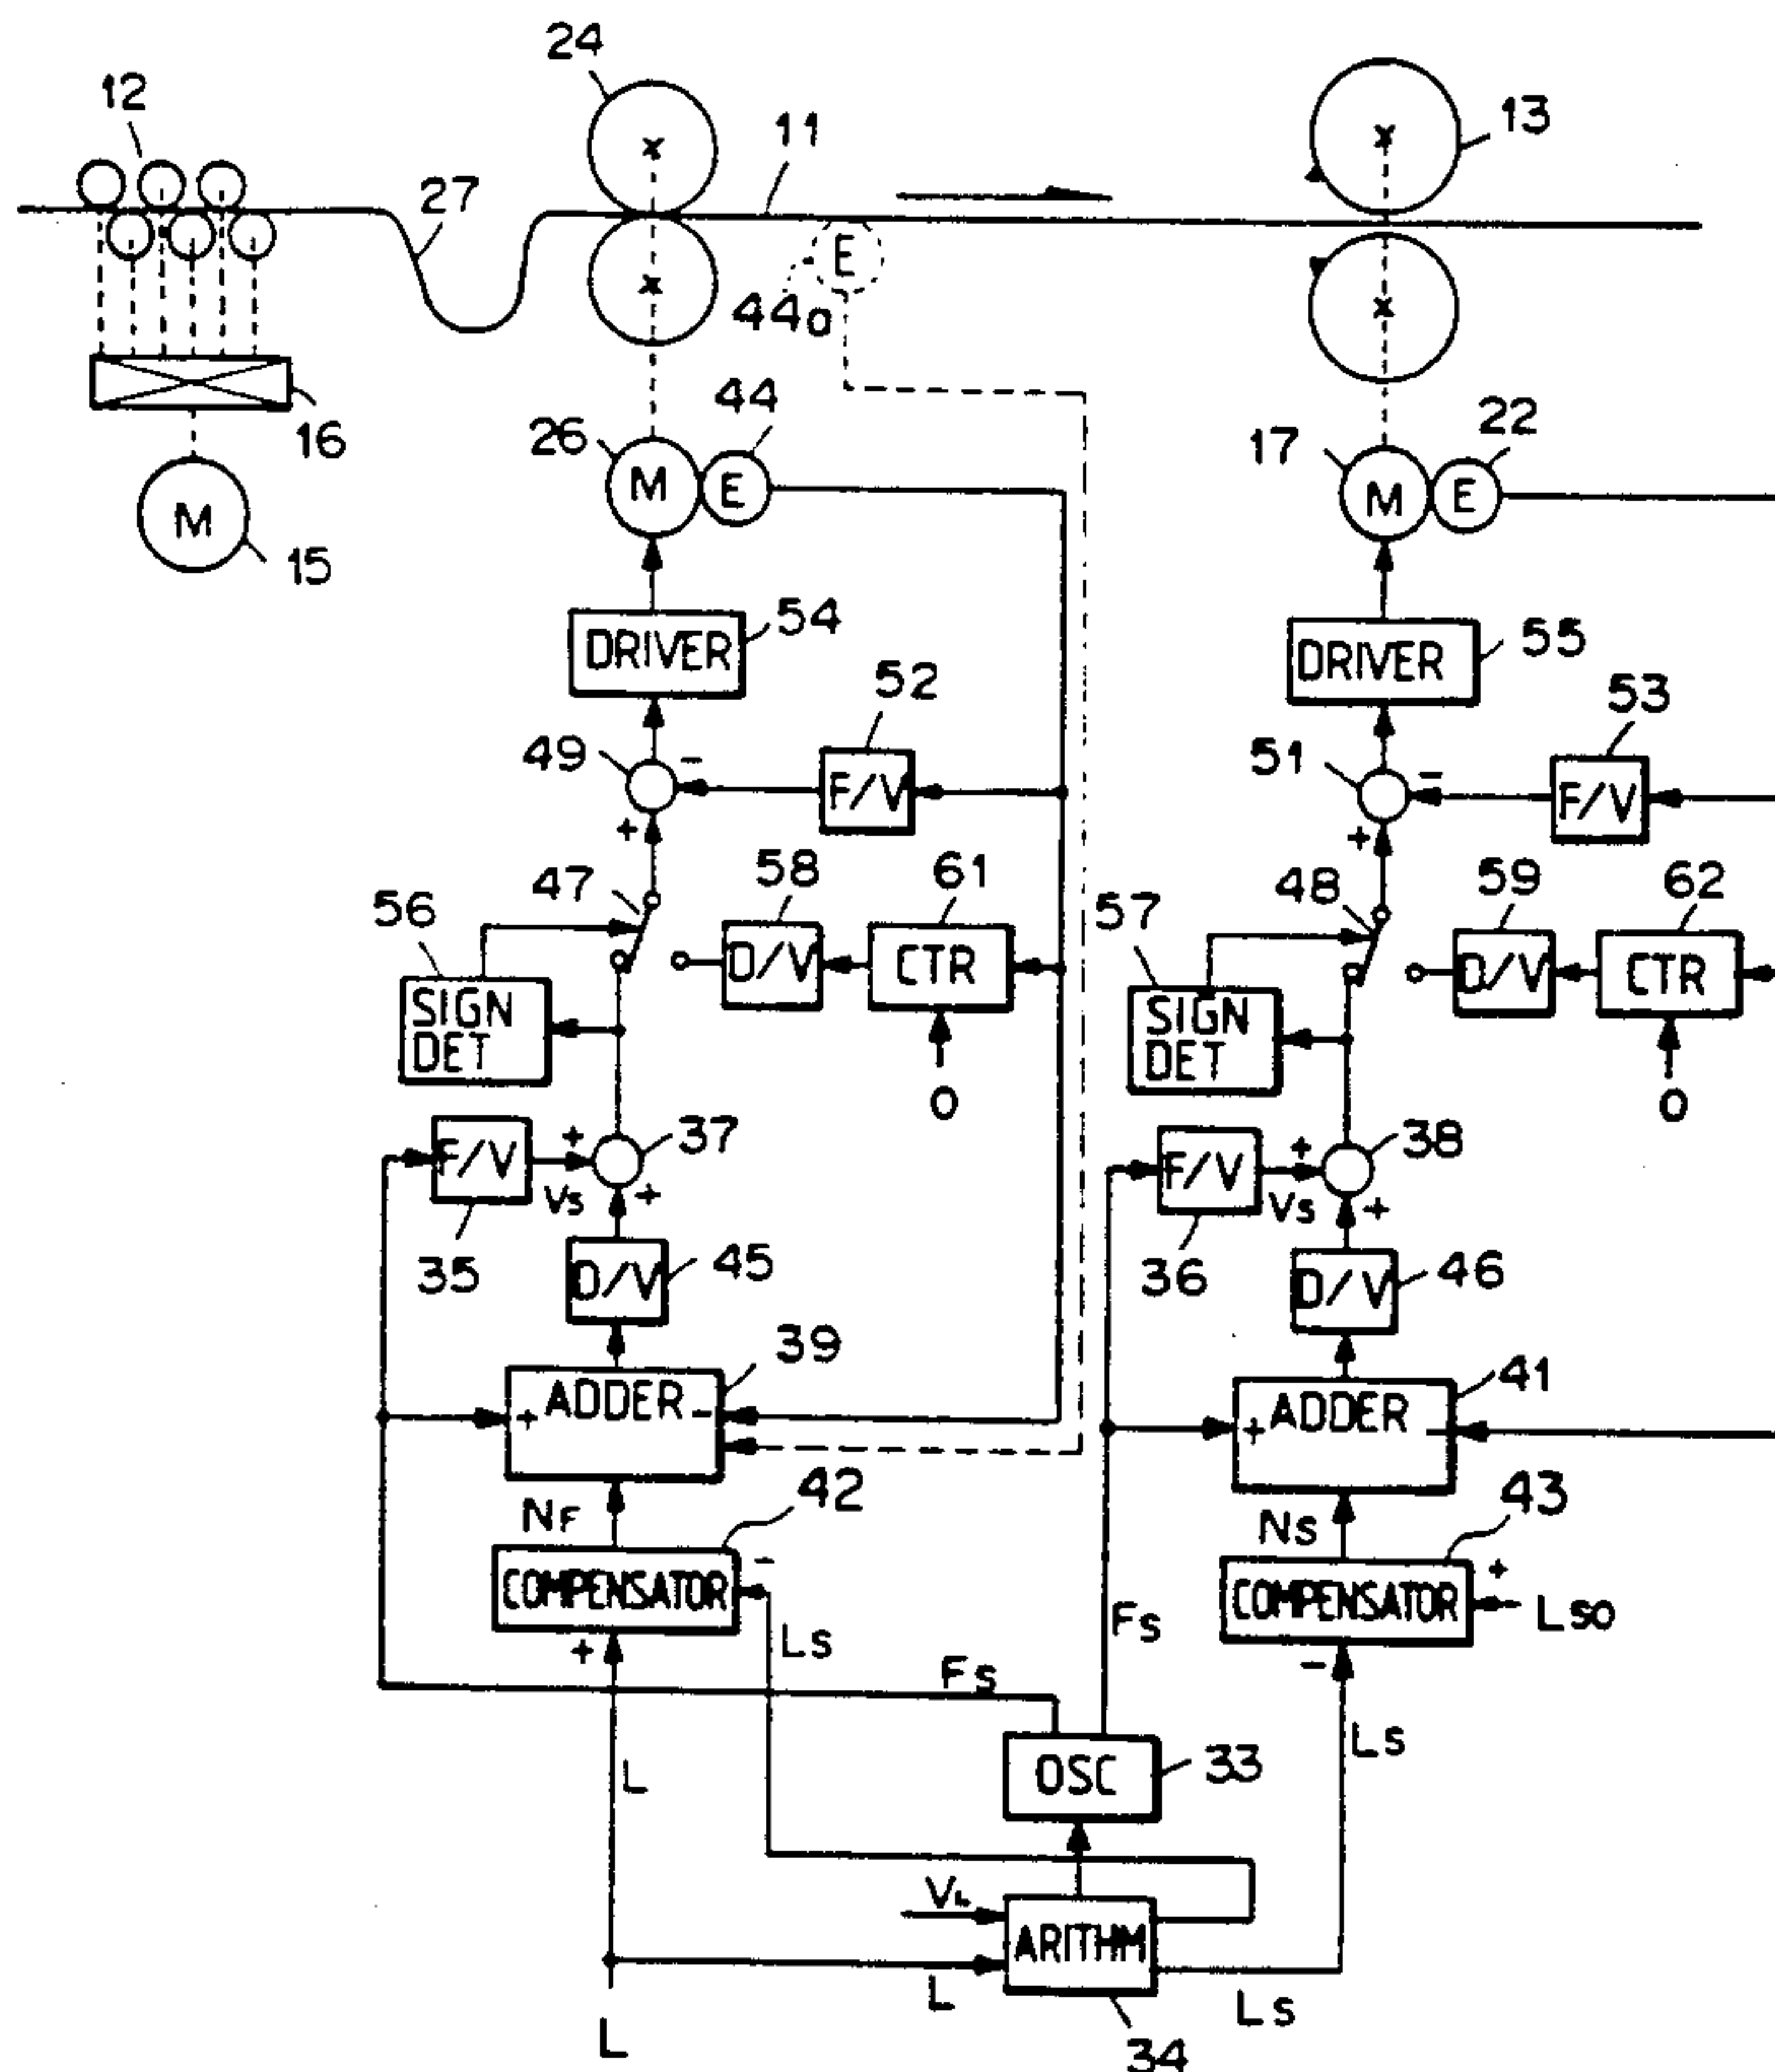 24
12
11
13
27
E
44a
44
22
26
M
E
17
M
E
16
M
15
54
55
DRIVER
DRIVER
52
53
49
-
51
-
F/V
F/V
+
+
47
58
61
48
59
62
56
57
D/V
CTR
D/V
CTR
SIGN
DET
SIGN
DET
O
O
F/V
+
37
F/V
+
38
Vs
+
Vs
+
35
D/V
45
36
D/V
46
39
41
+ ADDER -
+ ADDER -
NF
42
Ns
43
COMPENSATOR
-
COMPENSATOR
+
Lso
+
Ls
Fs
-
Fs
Ls
L
OSC
33
VL
ARITHM
L
Ls
L
34